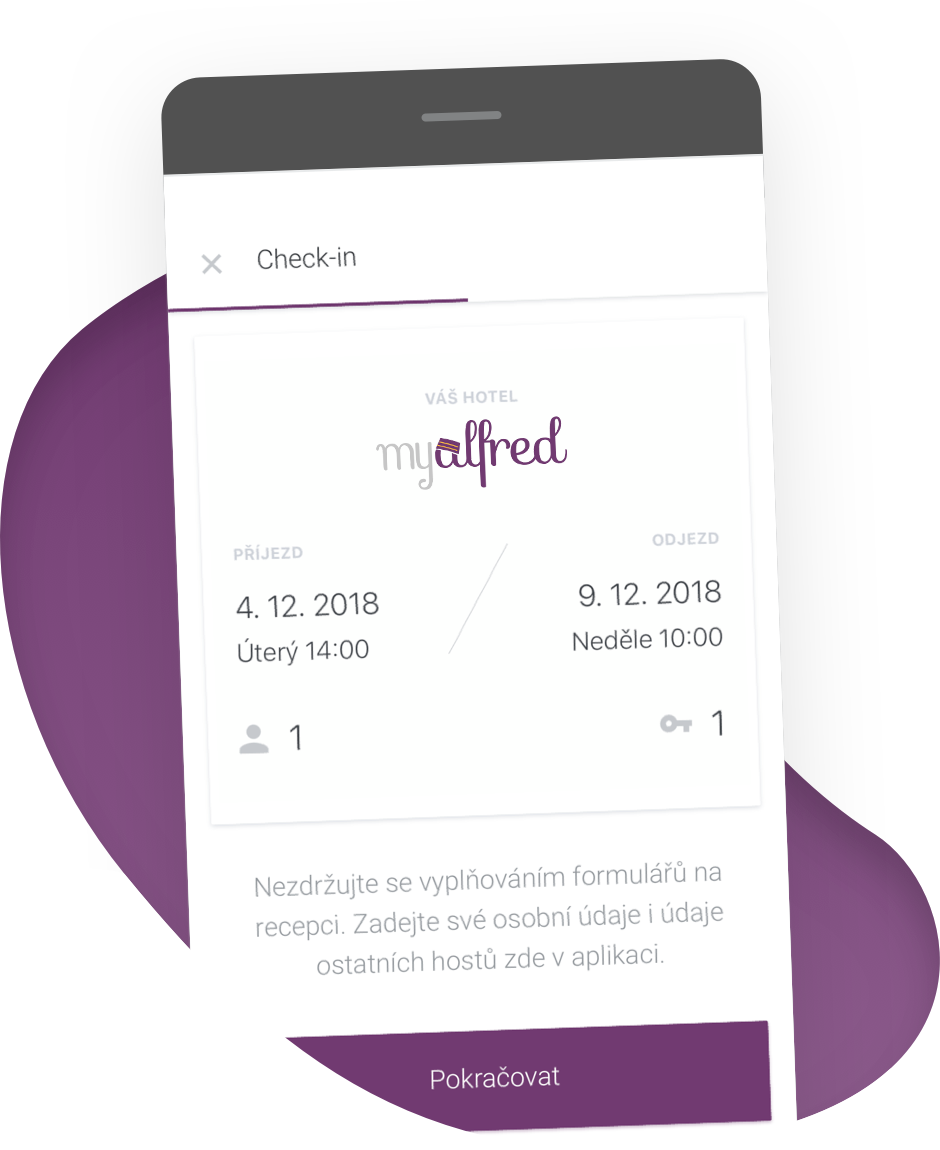 Check-in
VÁŠ HOTEL
myalfred
PŘÍJEZD
ODJEZD
4. 12. 2018
9. 12. 2018
Úterý 14:00
Neděle 10:00
1
1
Nezdržujte se vyplňováním formulářů na
recepci. Zadejte své osobní údaje i údaje
ostatních hostů zde v aplikaci.
Pokračovat